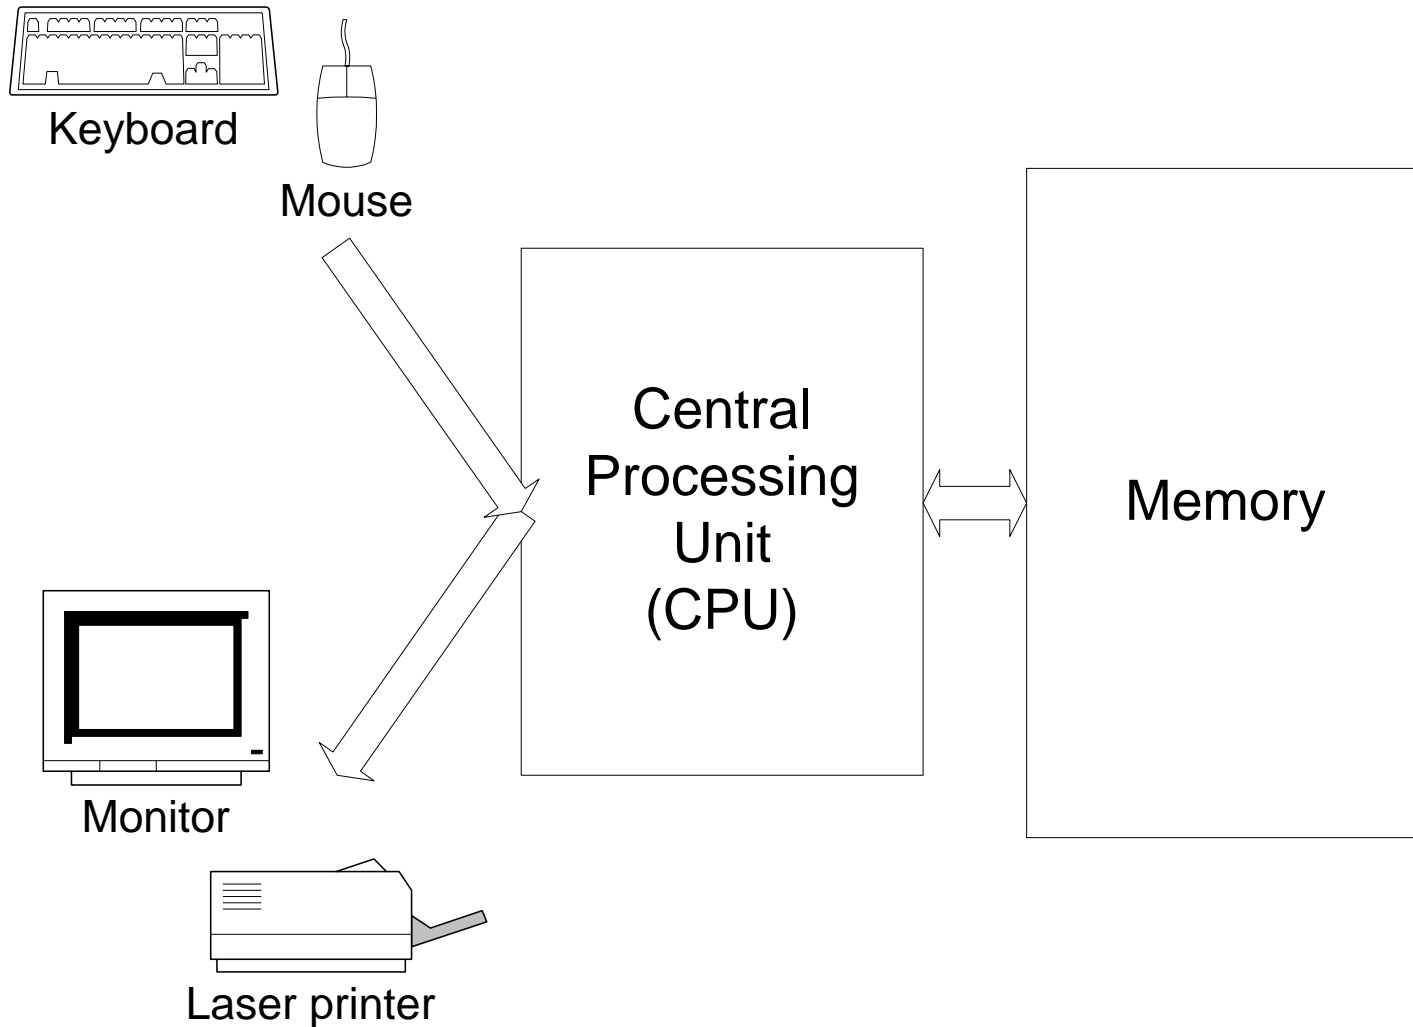 Keyboard
Mouse
Central
Processing
Unit
(CPU)
Memory
Monitor
Laser printer